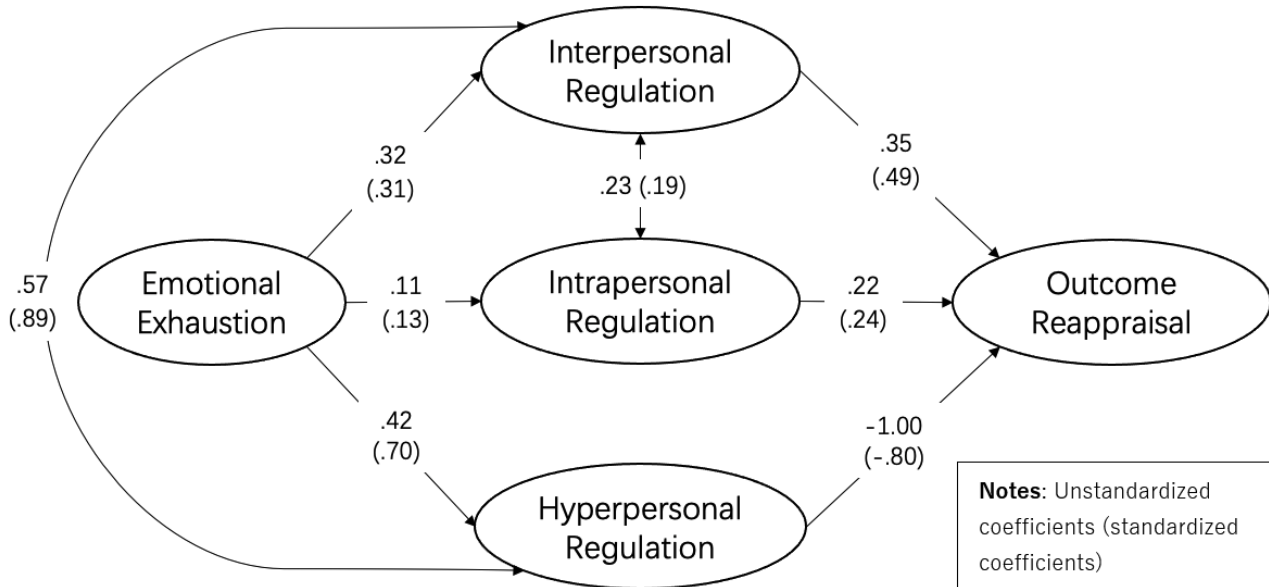 Interpersonal
Regulation
.32
(.31)
.35
(.49)
.23 (.19)
.57
(.89)
Emotional
Exhaustion
.11
(.13)
Intrapersonal
Regulation
.22
(.24)
Outcome
Reappraisal
.42
(.70)
-1.00
(-.80)
Hyperpersonal
Regulation
Notes: Unstandardized
coefficients (standardized
coefficients)